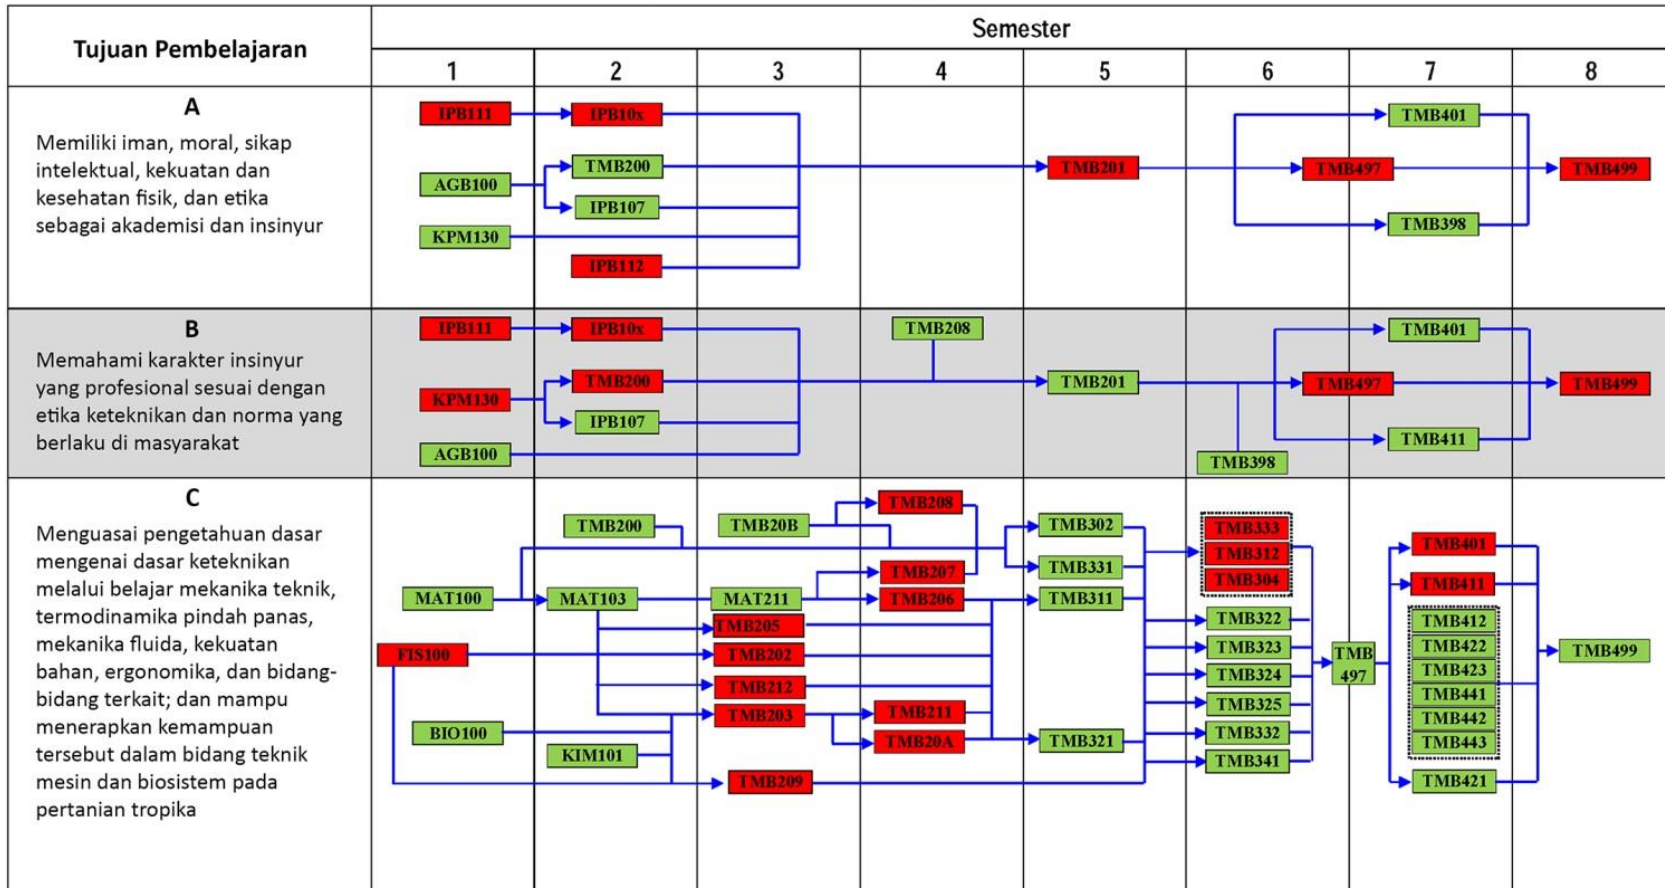 Tujuan Pembelajaran
Semester
1 2 3 4 5 6 7 8
A
Memiliki iman, moral, sikap
intelektual, kekuatan dan
kesehatan fisik, dan etika
sebagai akademisi dan insinyur
IPB111 IPB10x TMB401
TMB200 TMB201 TMB497 TMB499
AGB100
IPB107
TMB398
KPM130
IPB112
B
Memahami karakter insinyur
yang profesional sesuai dengan
etika keteknikan dan norma yang
berlaku di masyarakat
IPB111 IPB10x TMB208 TMB401
TMB200 TMB201 TMB497 TMB499
KPM130
IPB107
TMB411
AGB100
TMB398
C
Menguasai pengetahuan dasar
mengenai dasar keteknikan
melalui belajar mekanika teknik,
termodinamika pindah panas,
mekanika fluida, kekuatan
bahan, ergonomika, dan bidang-
bidang terkait; dan mampu
menerapkan kemampuan
tersebut dalam bidang teknik
mesin dan biosistem pada
pertanian tropika
TMB208
TMB200 TMB20B TMB302 TMB333
TMB312 TMB401
TMB207 TMB331 TMB304 TMB411
MAT100 MAT103 MAT211 TMB206 TMB311
TMB205 TMB322 TMB412
FIS100 TMB202 TMB323 TMB422 TMB499
TMB
497
TMB212 TMB324 TMB423
TMB203 TMB211 TMB325 TMB441
BIO100 TMB20A TMB321 TMB332 TMB442
KIM101 TMB341 TMB443
TMB209 TMB421